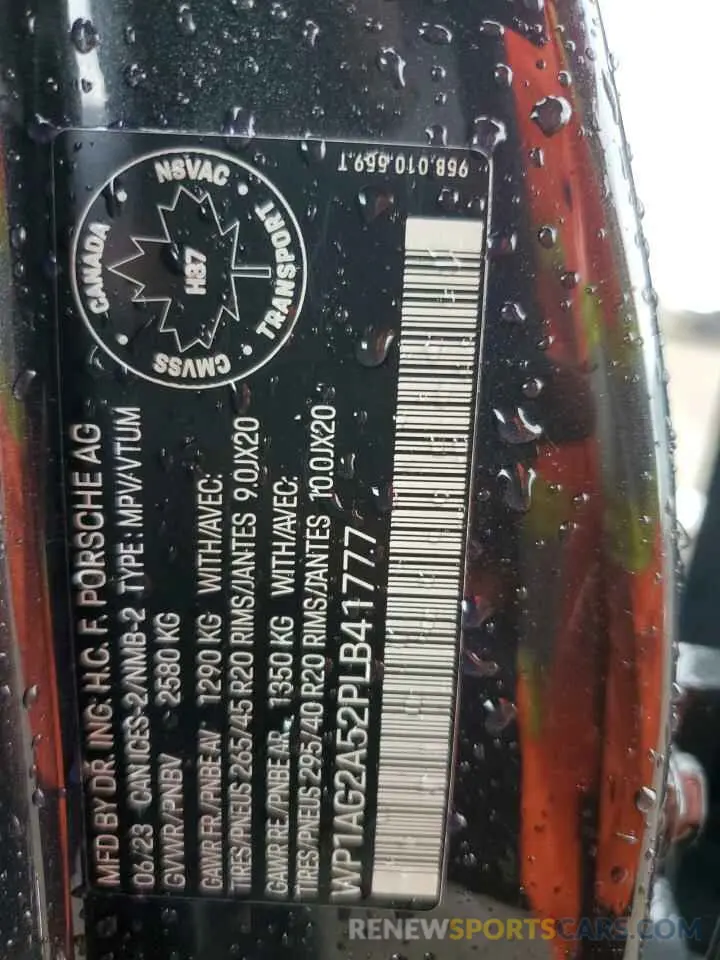 MFD BY DR. ING. H.C. F. PORSCHE AG
06/23 CAN ICES-2/NMB-2 TYPE: MPV/VTUM
GVWR/PNBV 2580 KG
GAWR FR./PNBE AV. 1290 KG WITH/AVEC:
TIRES/PNEUS 265/45 R20 RIMS/JANTES 9.0JX20
GAWR RE./PNBE AR. 1350 KG WITH/AVEC:
TIRES/PNEUS 295/40 R20 RIMS/JANTES 10.0JX20
WP1AG2A52PLB41777
CANADA • NSVAC • TRANSPORT • CMVSS •
H87
958.010.559.T
RENEWSPORTSCARS.COM